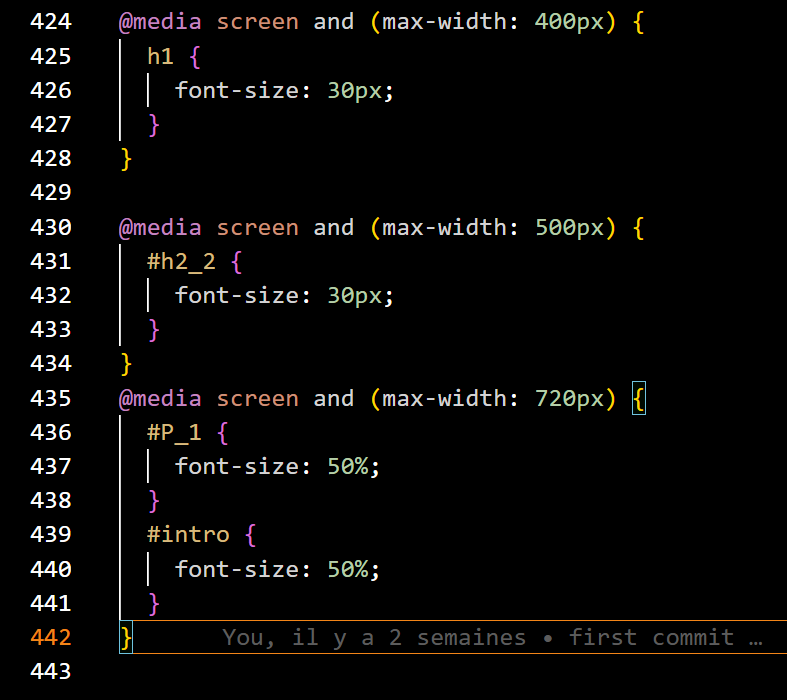 424 @media screen and (max-width: 400px) {
425   h1 {
426     font-size: 30px;
427   }
428 }
429
430 @media screen and (max-width: 500px) {
431   #h2_2 {
432     font-size: 30px;
433   }
434 }
435 @media screen and (max-width: 720px) {
436   #P_1 {
437     font-size: 50%;
438   }
439   #intro {
440     font-size: 50%;
441   }
442 }       You, il y a 2 semaines • first commit …
443